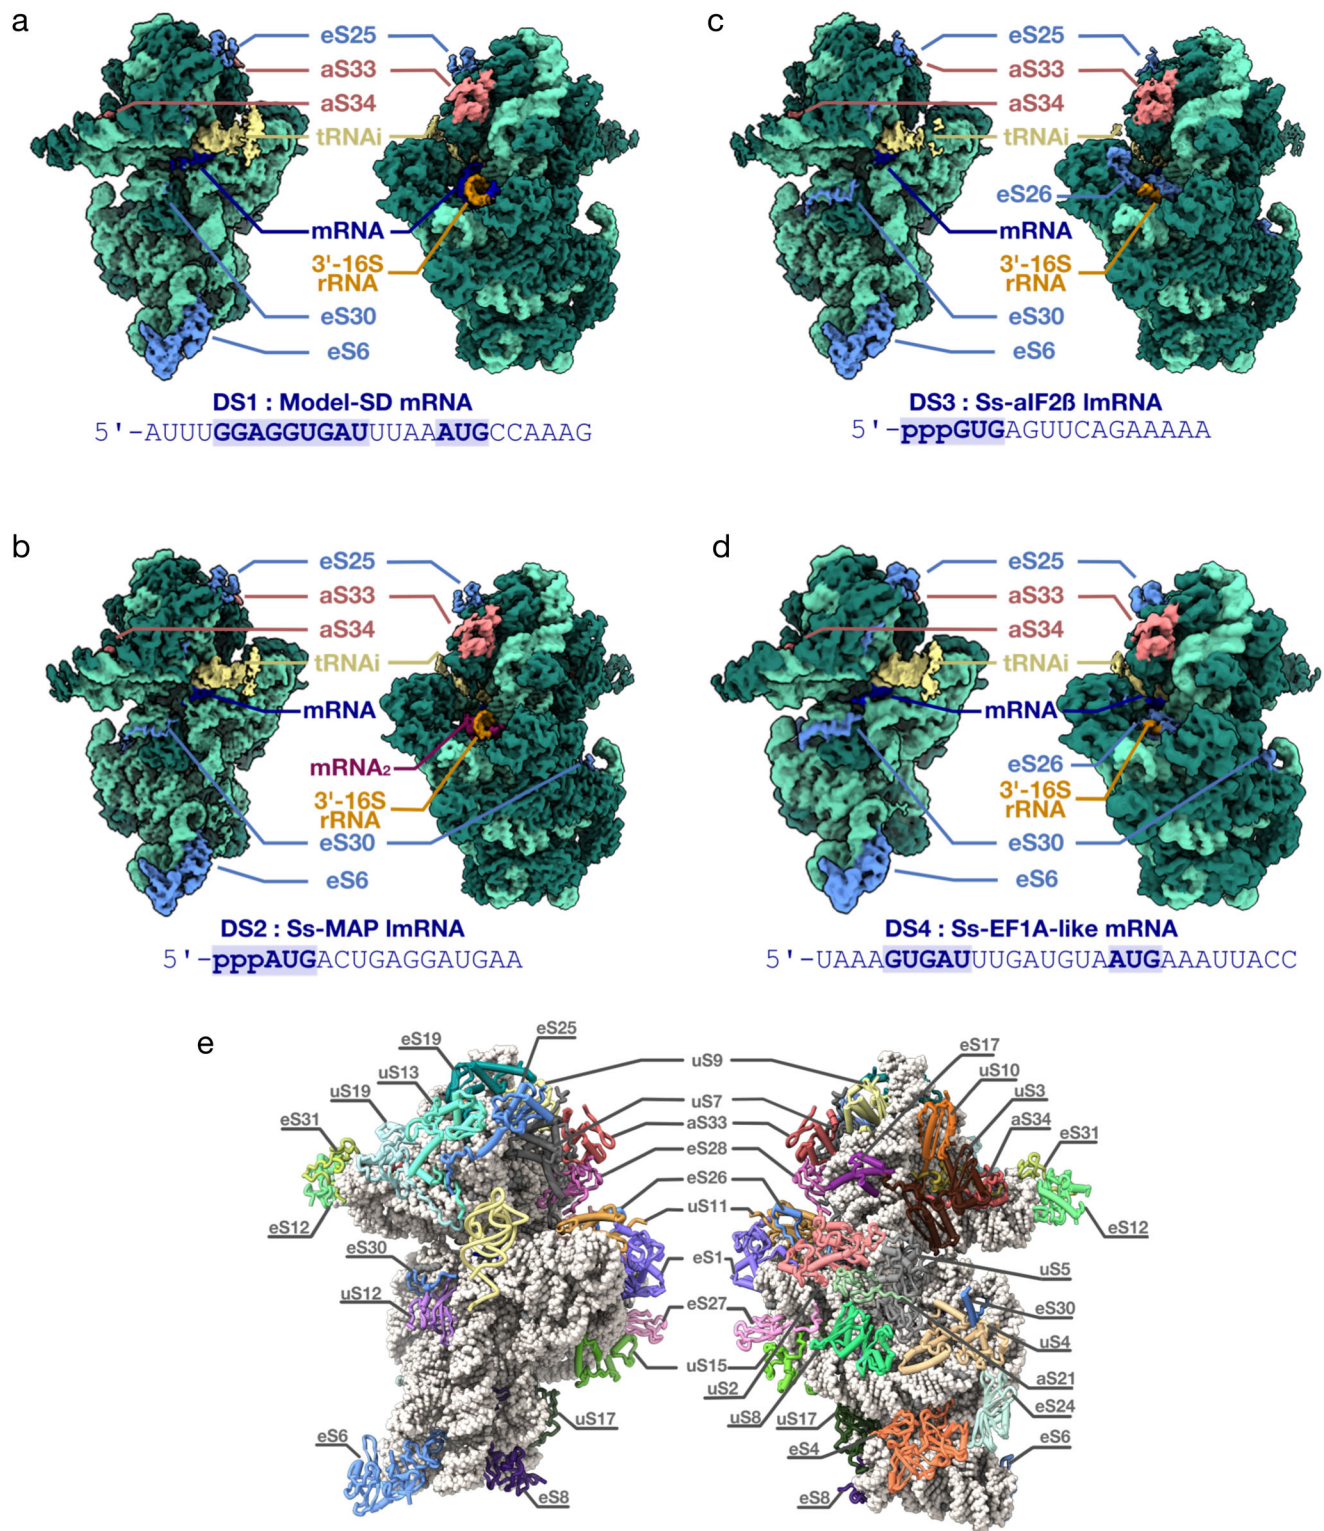 a
eS25
aS33
aS34
tRNAi
mRNA
3'-16S
rRNA
eS30
eS6
DS1 : Model-SD mRNA
5'-AUUUGGAGGUGAUUUAAAUGCCAAAG
c
eS25
aS33
aS34
tRNAi
eS26
mRNA
3'-16S
rRNA
eS30
eS6
DS3 : Ss-aIF2ß lmRNA
5'-pppGUGAGUUCAGAAAAA
b
eS25
aS33
aS34
tRNAi
mRNA
mRNA₂
3'-16S
rRNA
eS30
eS6
DS2 : Ss-MAP lmRNA
5'-pppAUGACUGAGGAUGAA
d
eS25
aS33
aS34
tRNAi
mRNA
eS26
3'-16S
rRNA
eS30
eS6
DS4 : Ss-EF1A-like mRNA
5'-UAAAGUGAUUUGAUGUAAUGAAAUUACC
e
eS19
eS25
uS13
uS19
eS31
eS12
eS30
uS12
eS6
uS9
uS7
aS33
eS28
eS26
uS11
eS1
eS27
uS15
uS2
uS8
uS17
uS17
eS4
eS8
eS8
eS17
uS10
uS3
aS34
eS31
eS12
uS5
eS30
uS4
aS21
eS24
eS6